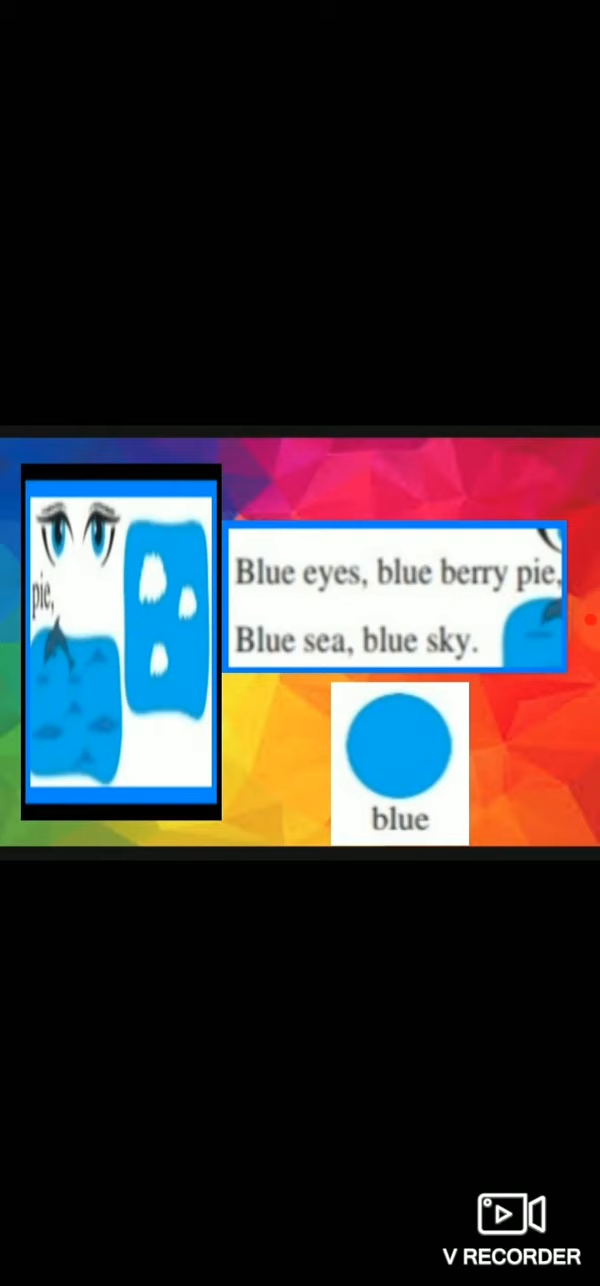 pie,
Blue eyes, blue berry pie,
Blue sea, blue sky.
blue
V RECORDER